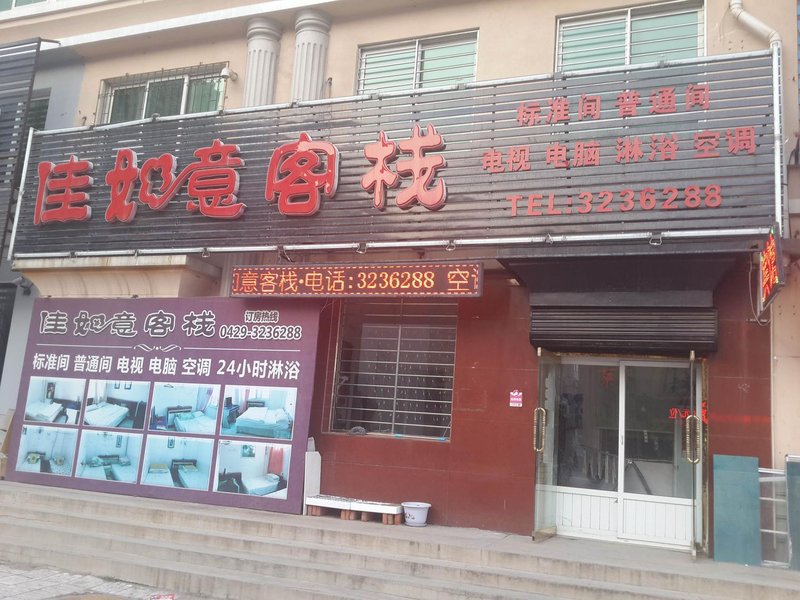 佳如意客栈
标准间 普通间
电视 电脑 淋浴 空调
TEL:3236288
意客栈·电话:3236288 空
佳如意客栈
订房热线
0429-3236288
标准间 普通间 电视 电脑 空调 24小时淋浴